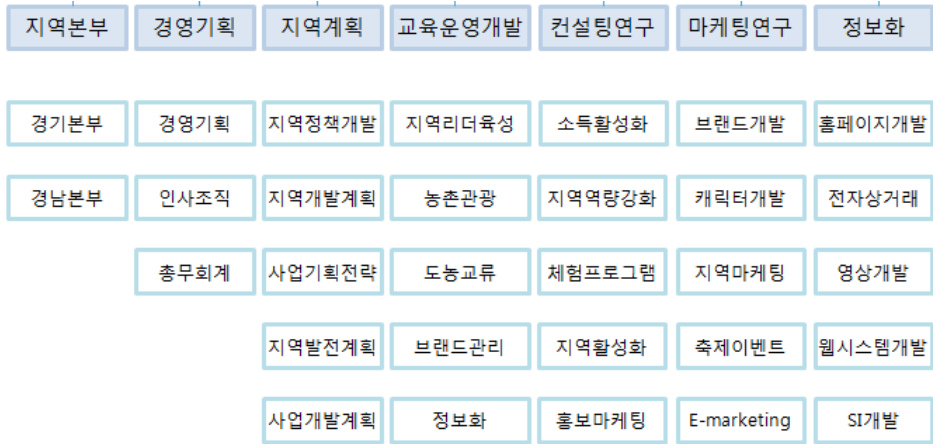 지역본부 경영기획 지역계획 교육운영개발 컨설팅연구 마케팅연구 정보화
경기본부 경영기획 지역정책개발 지역리더육성 소득활성화 브랜드개발 홈페이지개발
경남본부 인사조직 지역개발계획 농촌관광 지역역량강화 캐릭터개발 전자상거래
총무회계 사업기획전략 도농교류 체험프로그램 지역마케팅 영상개발
지역발전계획 브랜드관리 지역활성화 축제이벤트 웹시스템개발
사업개발계획 정보화 홍보마케팅 E-marketing SI개발